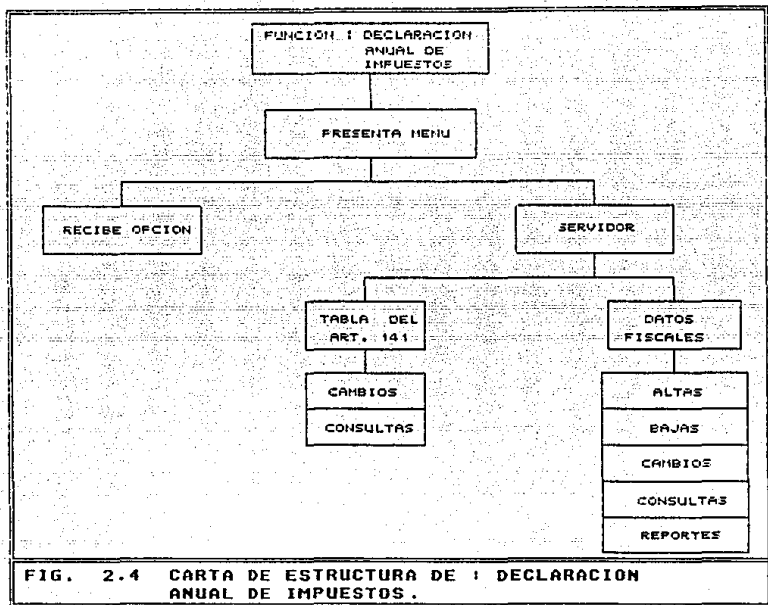 FUNCION : DECLARACION
ANUAL DE
IMPUESTOS
PRESENTA MENU
RECIBE OPCION
SERVIDOR
TABLA DEL
ART. 141
DATOS
FISCALES
CAMBIOS
CONSULTAS
ALTAS
BAJAS
CAMBIOS
CONSULTAS
REPORTES
FIG. 2.4 CARTA DE ESTRUCTURA DE : DECLARACION
ANUAL DE IMPUESTOS.